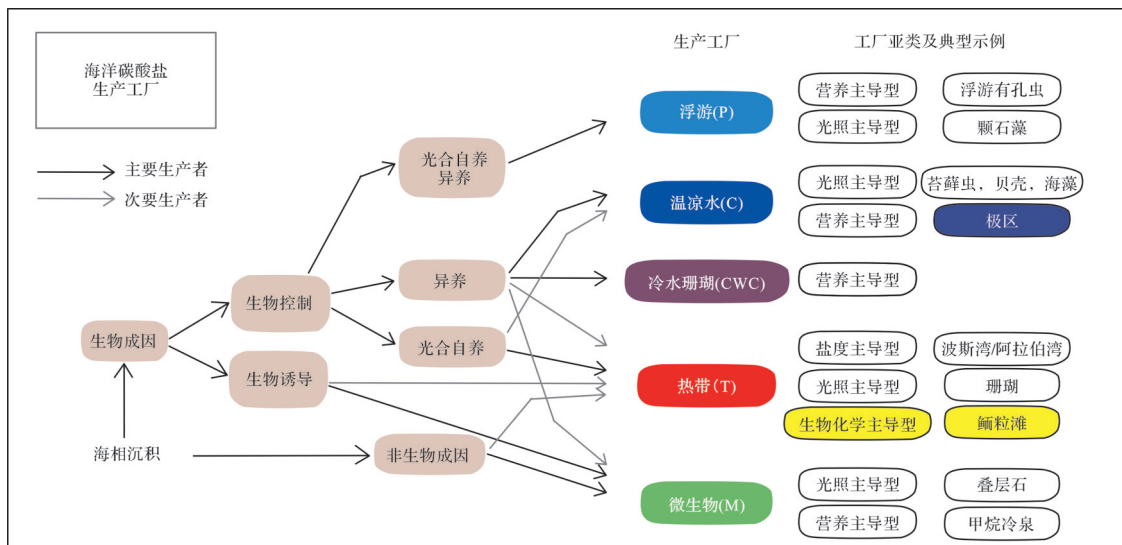 海洋碳酸盐
生产工厂
主要生产者
次要生产者
生产工厂
工厂亚类及典型示例
海相沉积
生物成因
非生物成因
生物控制
生物诱导
光合自养
异养
异养
光合自养
浮游(P)
营养主导型
浮游有孔虫
光照主导型
颗石藻
温凉水(C)
光照主导型
苔藓虫，贝壳，海藻
营养主导型
极区
冷水珊瑚(CWC)
营养主导型
热带(T)
盐度主导型
波斯湾/阿拉伯湾
光照主导型
珊瑚
生物化学主导型
鲕粒滩
微生物(M)
光照主导型
叠层石
营养主导型
甲烷冷泉